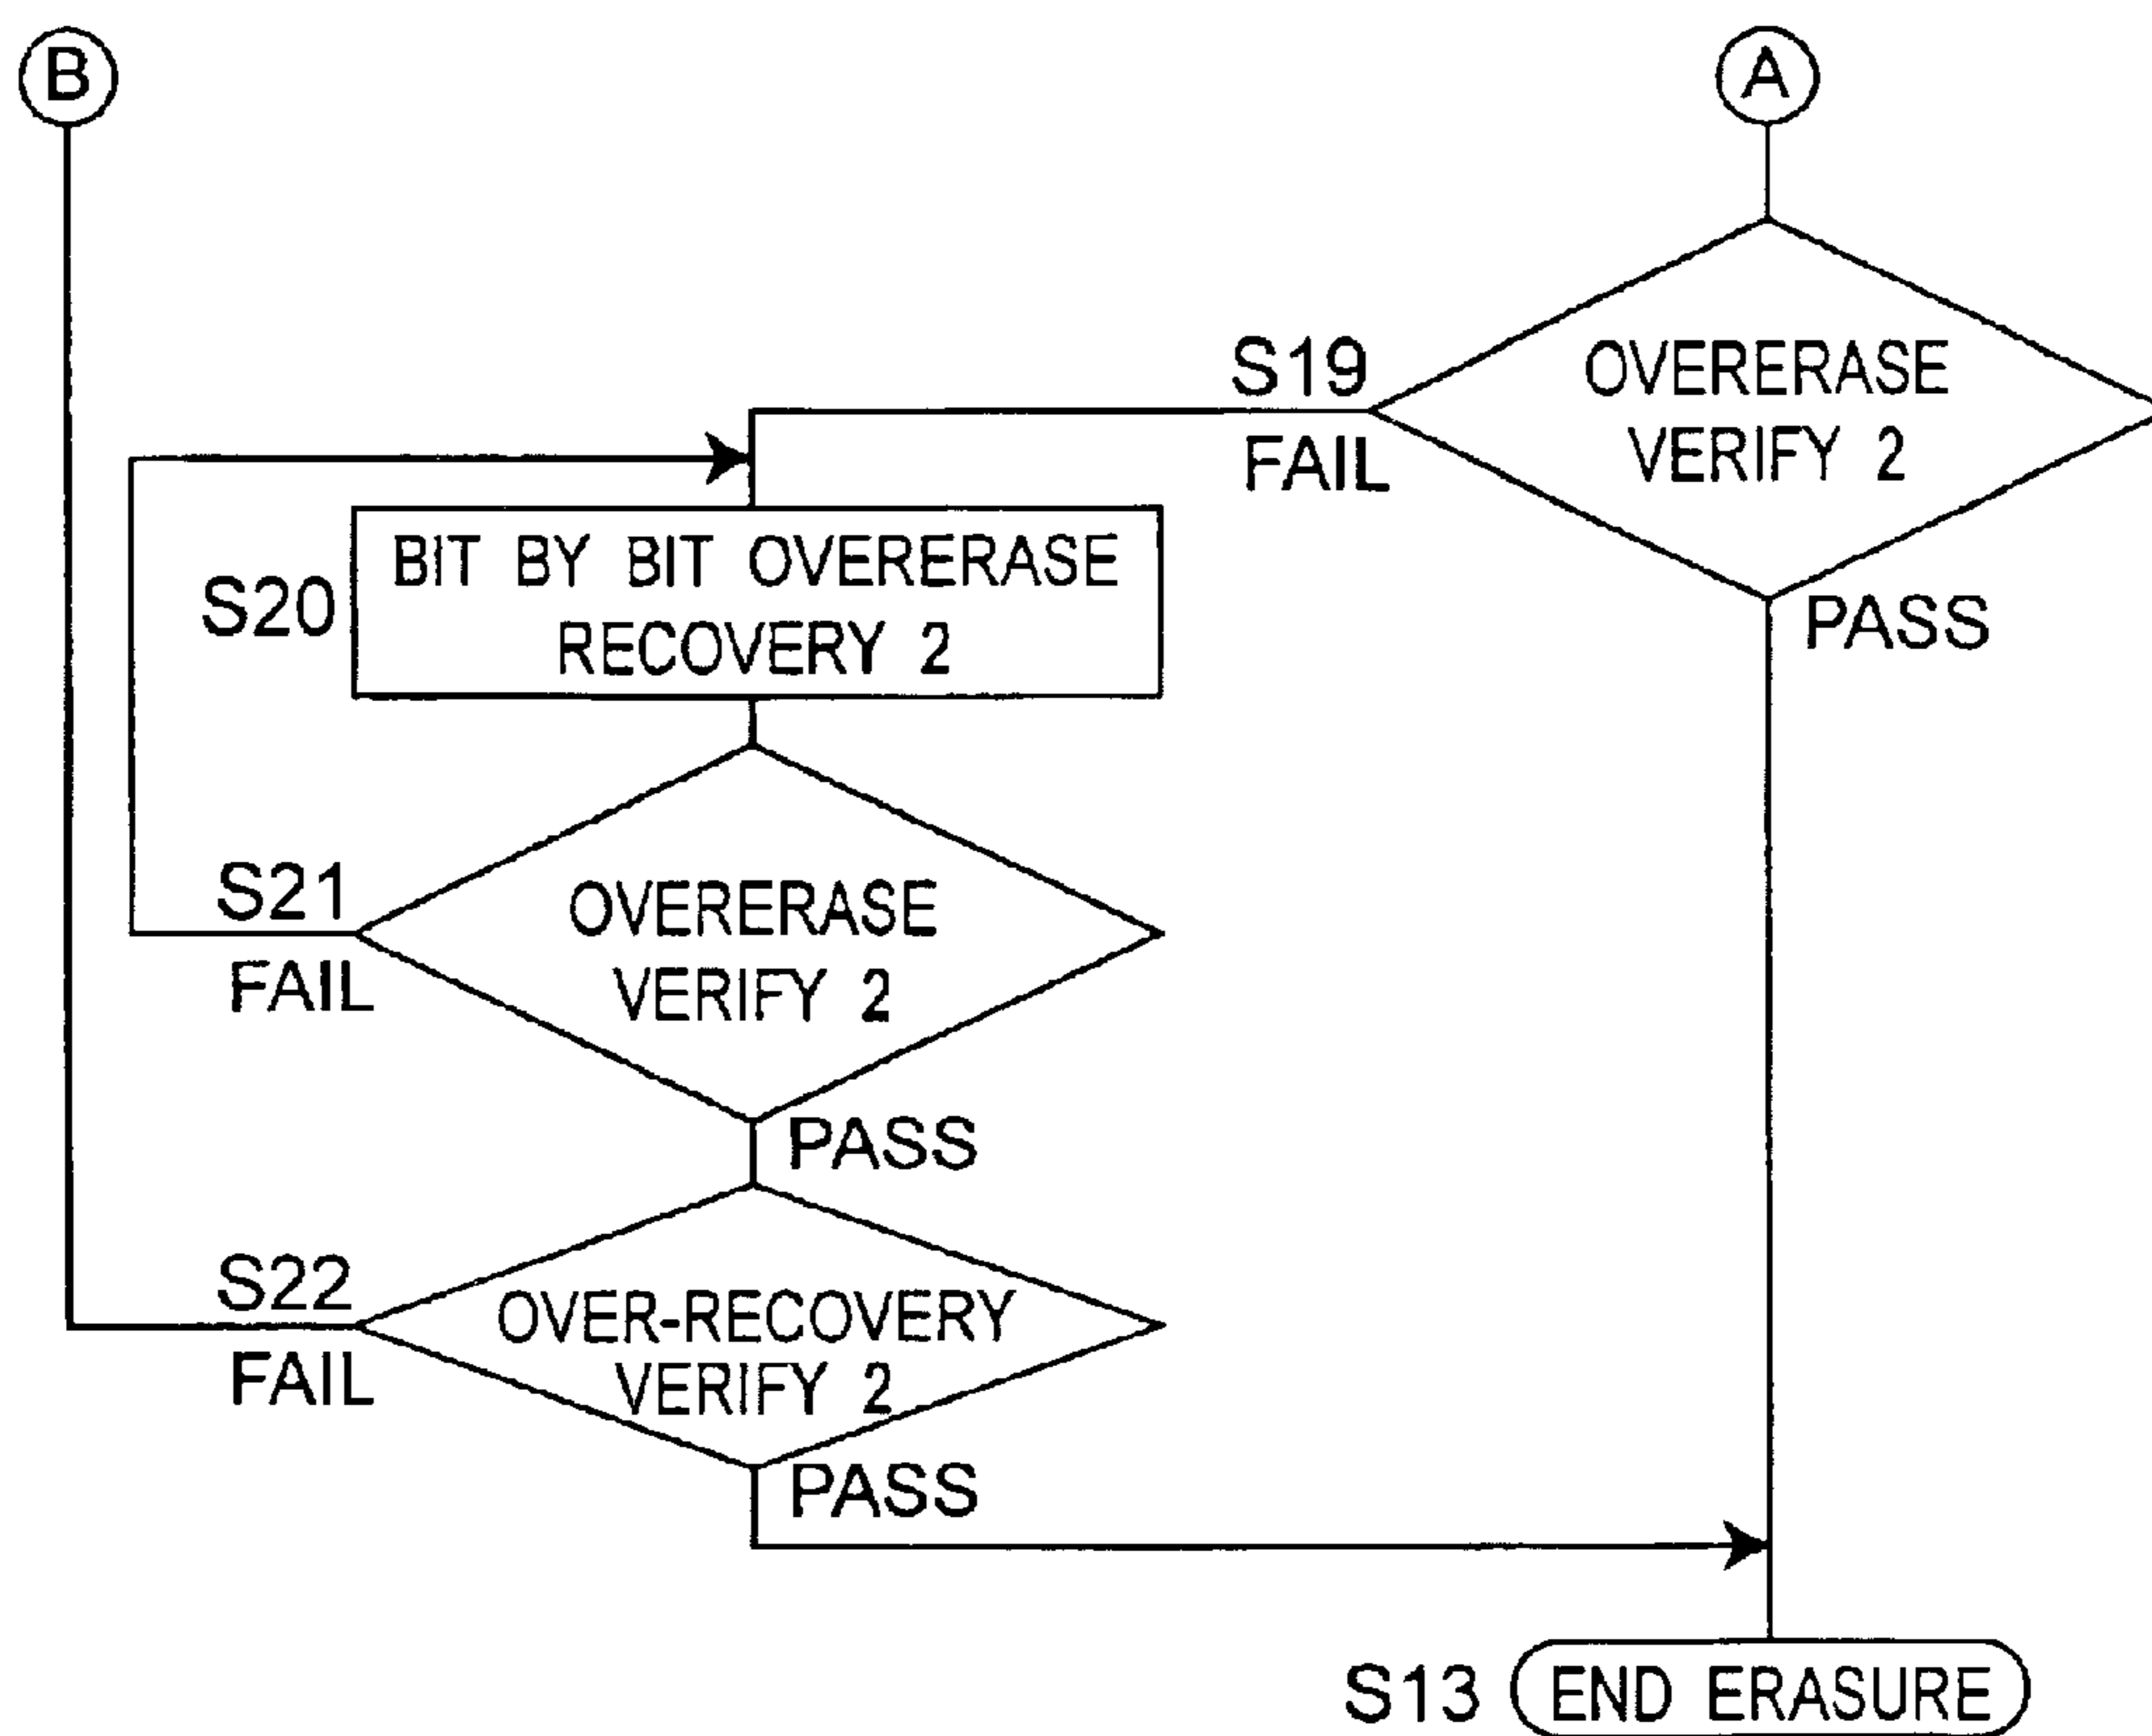 B
A
S19
FAIL
OVERERASE
VERIFY 2
PASS
S20
BIT BY BIT OVERERASE
RECOVERY 2
S21
FAIL
OVERERASE
VERIFY 2
PASS
S22
FAIL
OVER-RECOVERY
VERIFY 2
PASS
S13
END ERASURE